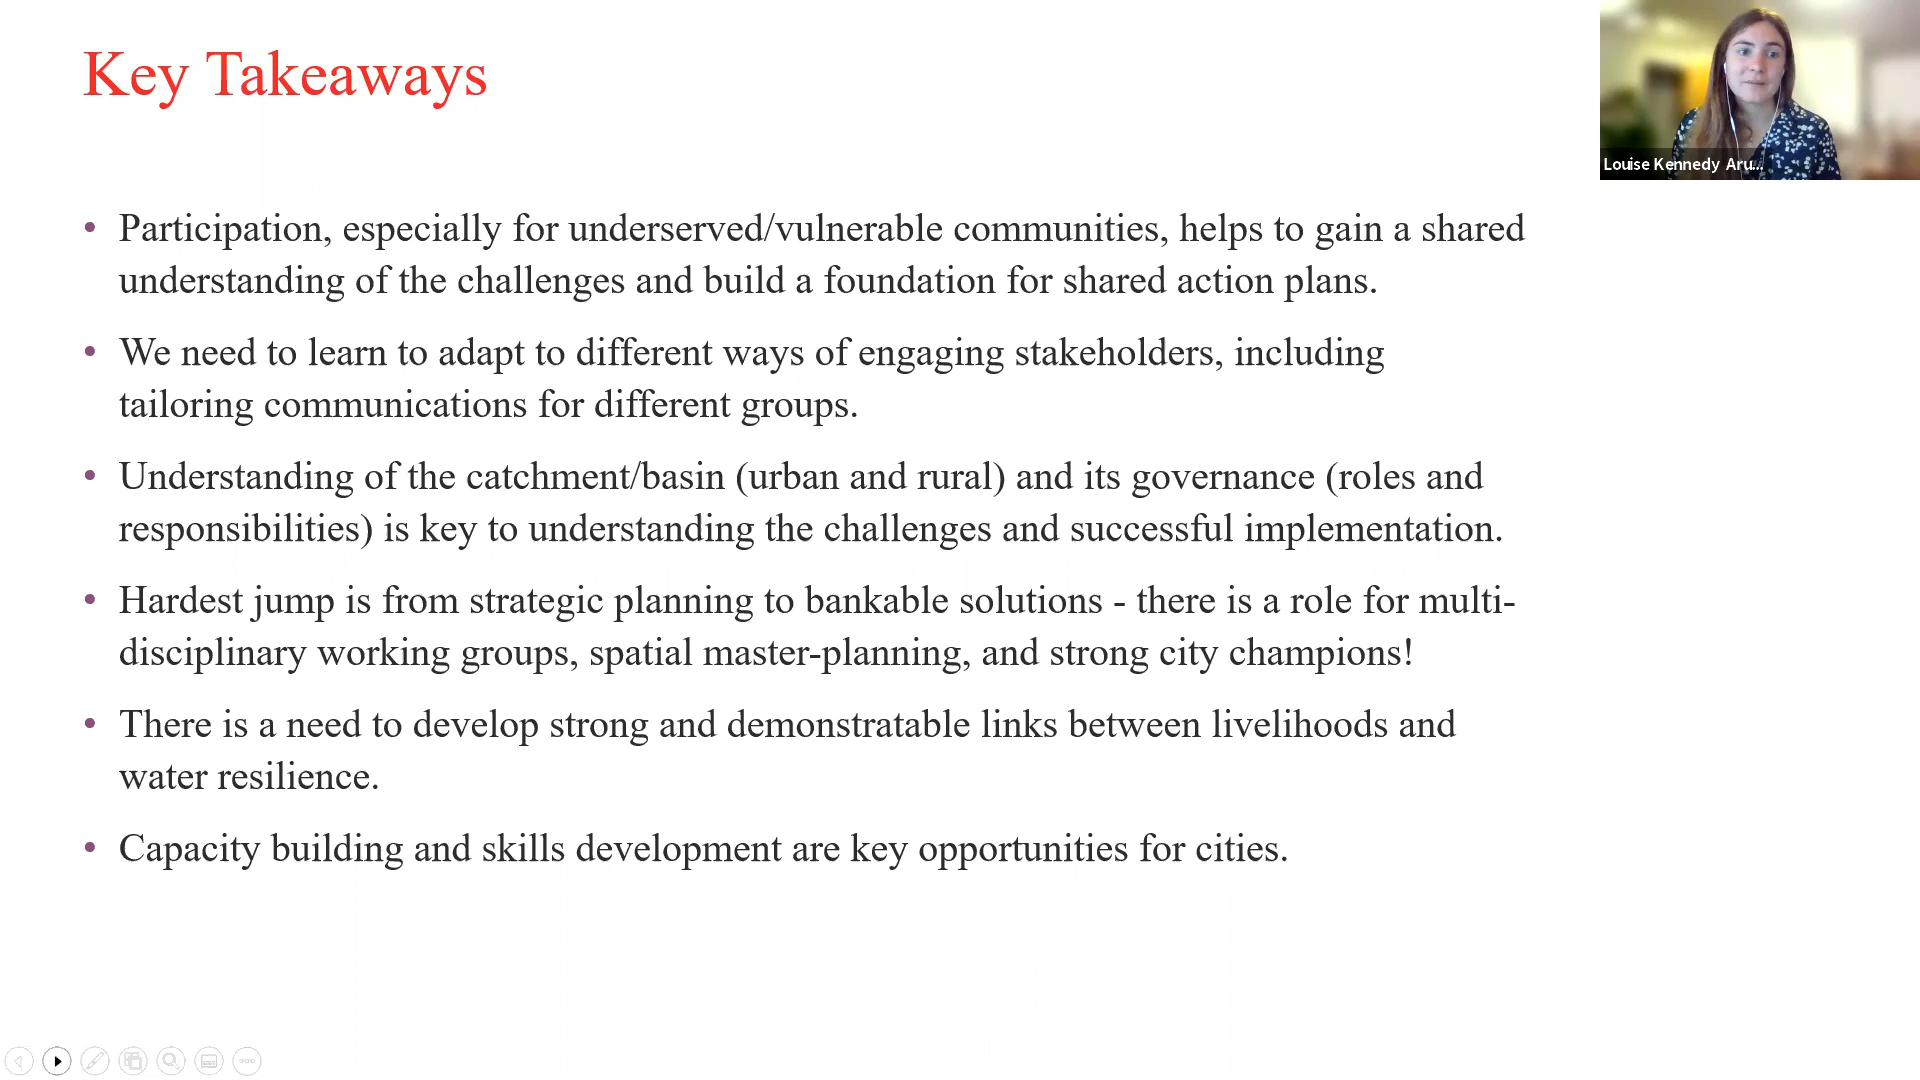 Key Takeaways
Louise Kennedy Aru...
• Participation, especially for underserved/vulnerable communities, helps to gain a shared
understanding of the challenges and build a foundation for shared action plans.
• We need to learn to adapt to different ways of engaging stakeholders, including
tailoring communications for different groups.
• Understanding of the catchment/basin (urban and rural) and its governance (roles and
responsibilities) is key to understanding the challenges and successful implementation.
• Hardest jump is from strategic planning to bankable solutions - there is a role for multi-
disciplinary working groups, spatial master-planning, and strong city champions!
• There is a need to develop strong and demonstratable links between livelihoods and
water resilience.
• Capacity building and skills development are key opportunities for cities.